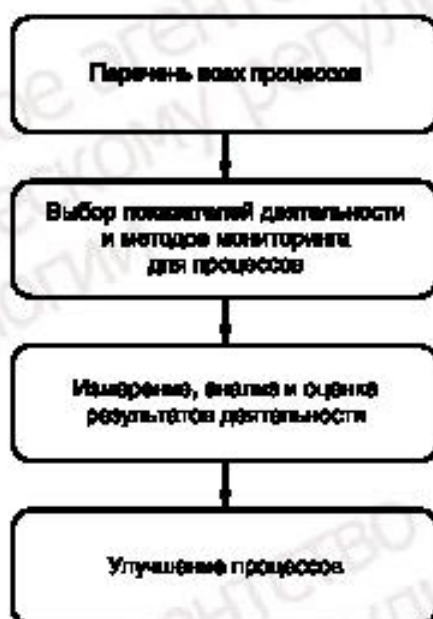 Перечень всех процессов
Выбор показателей деятельности
и методов мониторинга
для процессов
Измерение, анализ и оценка
результатов деятельности
Улучшение процессов